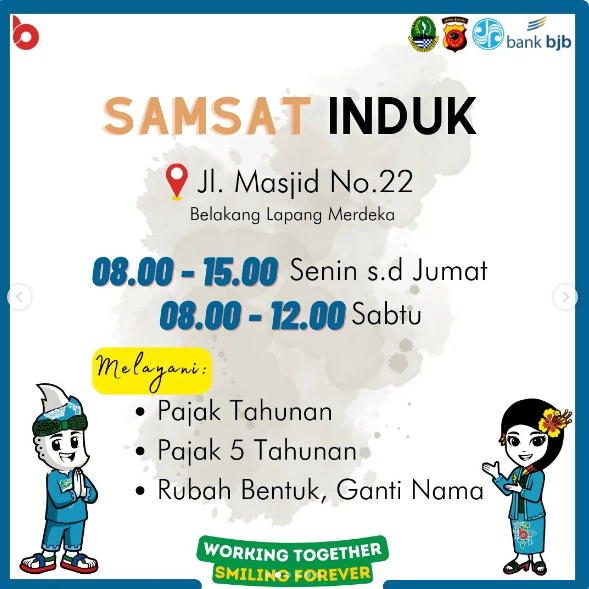 bank bjb
SAMSAT INDUK
Jl. Masjid No.22
Belakang Lapang Merdeka
08.00 - 15.00 Senin s.d Jumat
08.00 - 12.00 Sabtu
Melayani:
• Pajak Tahunan
• Pajak 5 Tahunan
• Rubah Bentuk, Ganti Nama
WORKING TOGETHER
SMILING FOREVER